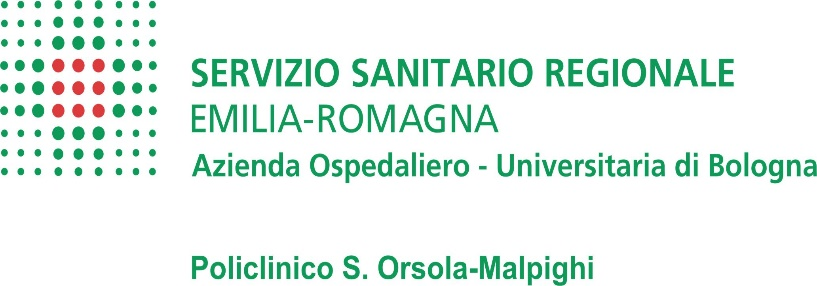 SERVIZIO SANITARIO REGIONALE
EMILIA-ROMAGNA
Azienda Ospedaliero - Universitaria di Bologna
Policlinico S. Orsola-Malpighi